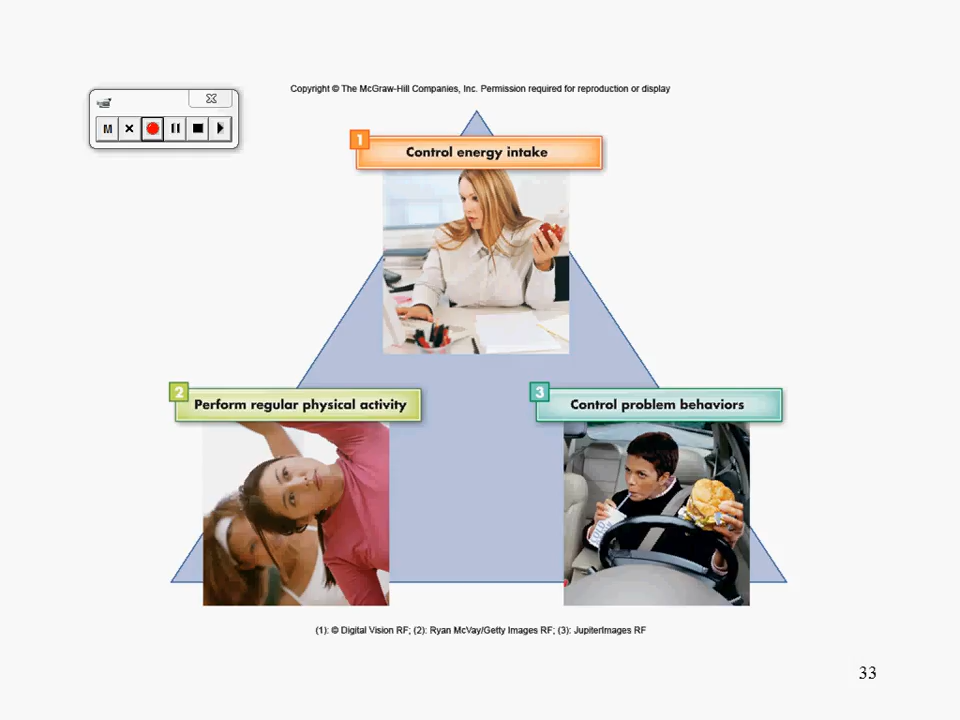 Copyright © The McGraw-Hill Companies, Inc. Permission required for reproduction or display
M
1
Control energy intake
2
Perform regular physical activity
3
Control problem behaviors
(1): © Digital Vision RF; (2): Ryan McVay/Getty Images RF; (3): JupiterImages RF
33